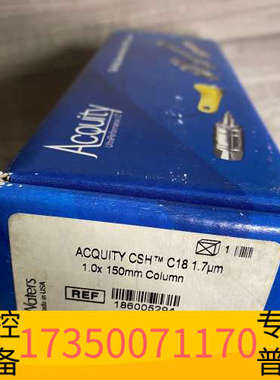 Acquity
ACQUITY CSH™ C18 1.7µm
1.0x 150mm Column
1
REF
Waters
Made in USA
控
备
17350071170
专
卖